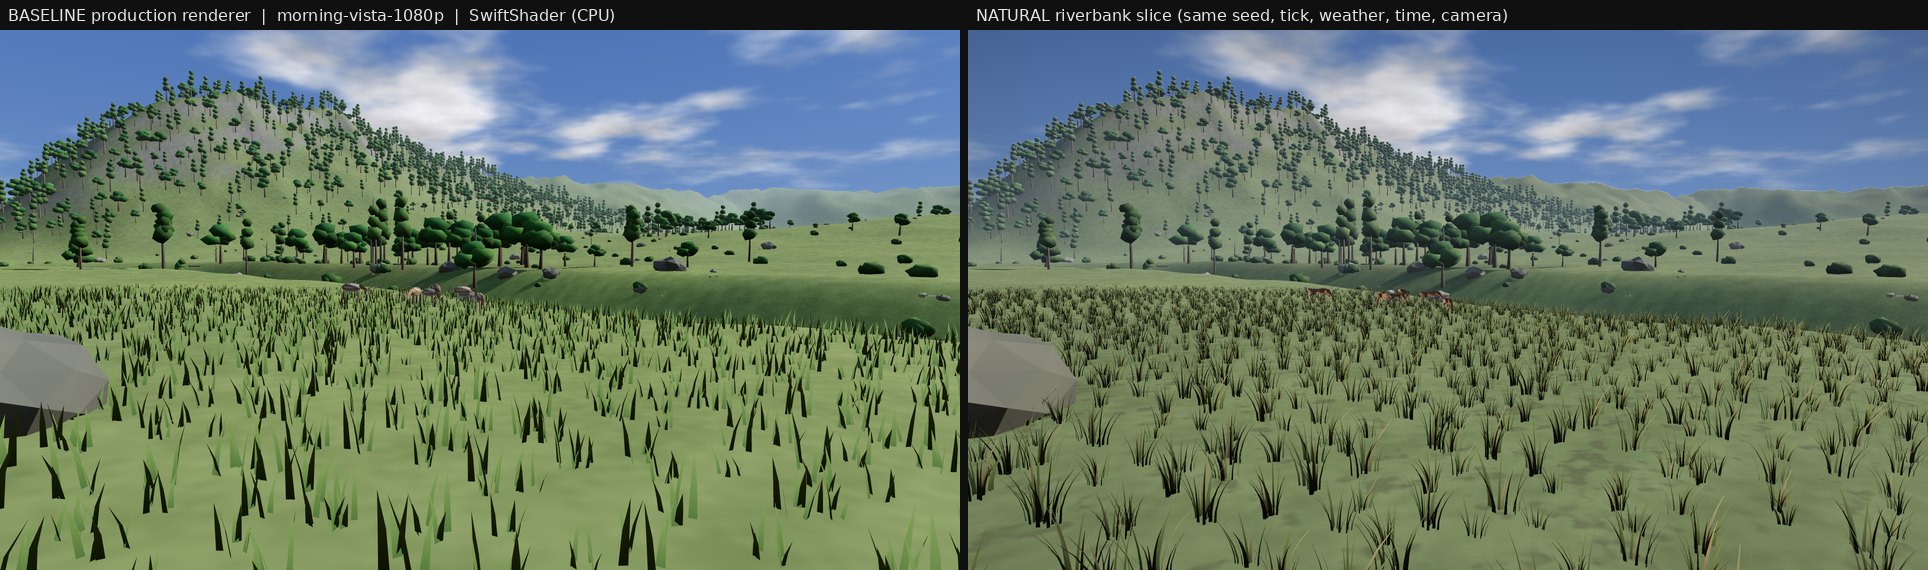 BASELINE production renderer | morning-vista-1080p | SwiftShader (CPU)
NATURAL riverbank slice (same seed, tick, weather, time, camera)